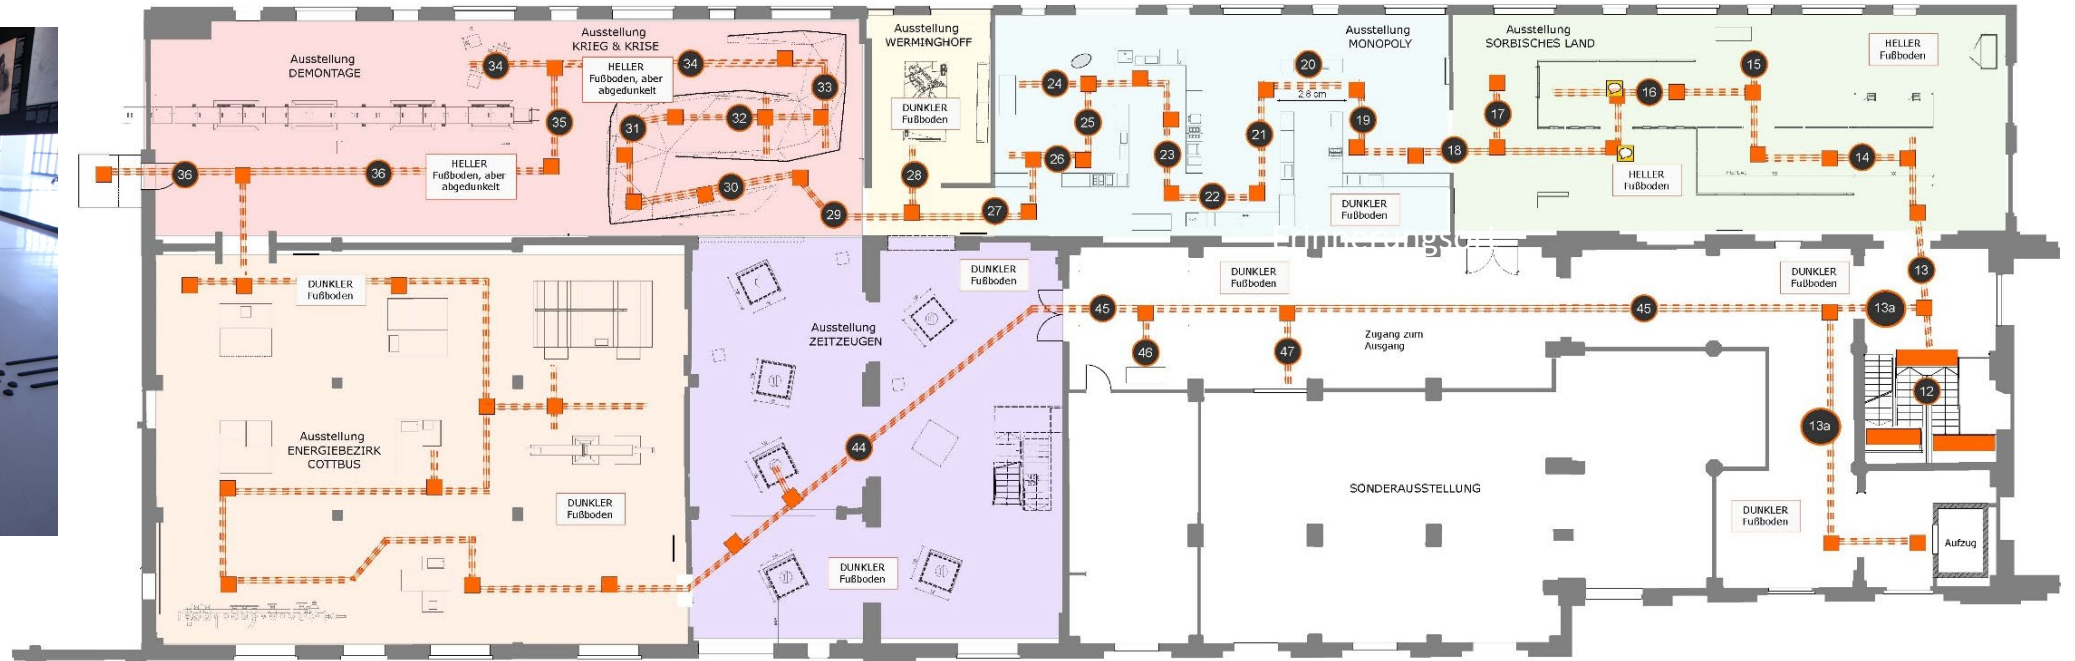 Ausstellung
DEMONTAGE
Ausstellung
KRIEG & KRISE
HELLER
Fußboden, aber
abgedunkelt
34
34
33
35
32
31
HELLER
Fußboden, aber
abgedunkelt
36
36
30
29
Ausstellung
WERMINGHOFF
DUNKLER
Fußboden
28
27
Ausstellung
MONOPOLY
24
20
2.8 cm
25
21
19
26
23
22
DUNKLER
Fußboden
18
Ausstellung
SORBISCHES LAND
HELLER
Fußboden
15
16
17
14
HELLER
Fußboden
Erinnerungsort
DUNKLER
Fußboden
Ausstellung
ENERGIEBEZIRK
COTTBUS
DUNKLER
Fußboden
Ausstellung
ZEITZEUGEN
DUNKLER
Fußboden
44
DUNKLER
Fußboden
DUNKLER
Fußboden
DUNKLER
Fußboden
13
45
45
13a
46
47
Zugang zum
Ausgang
12
13a
SONDERAUSSTELLUNG
DUNKLER
Fußboden
Aufzug